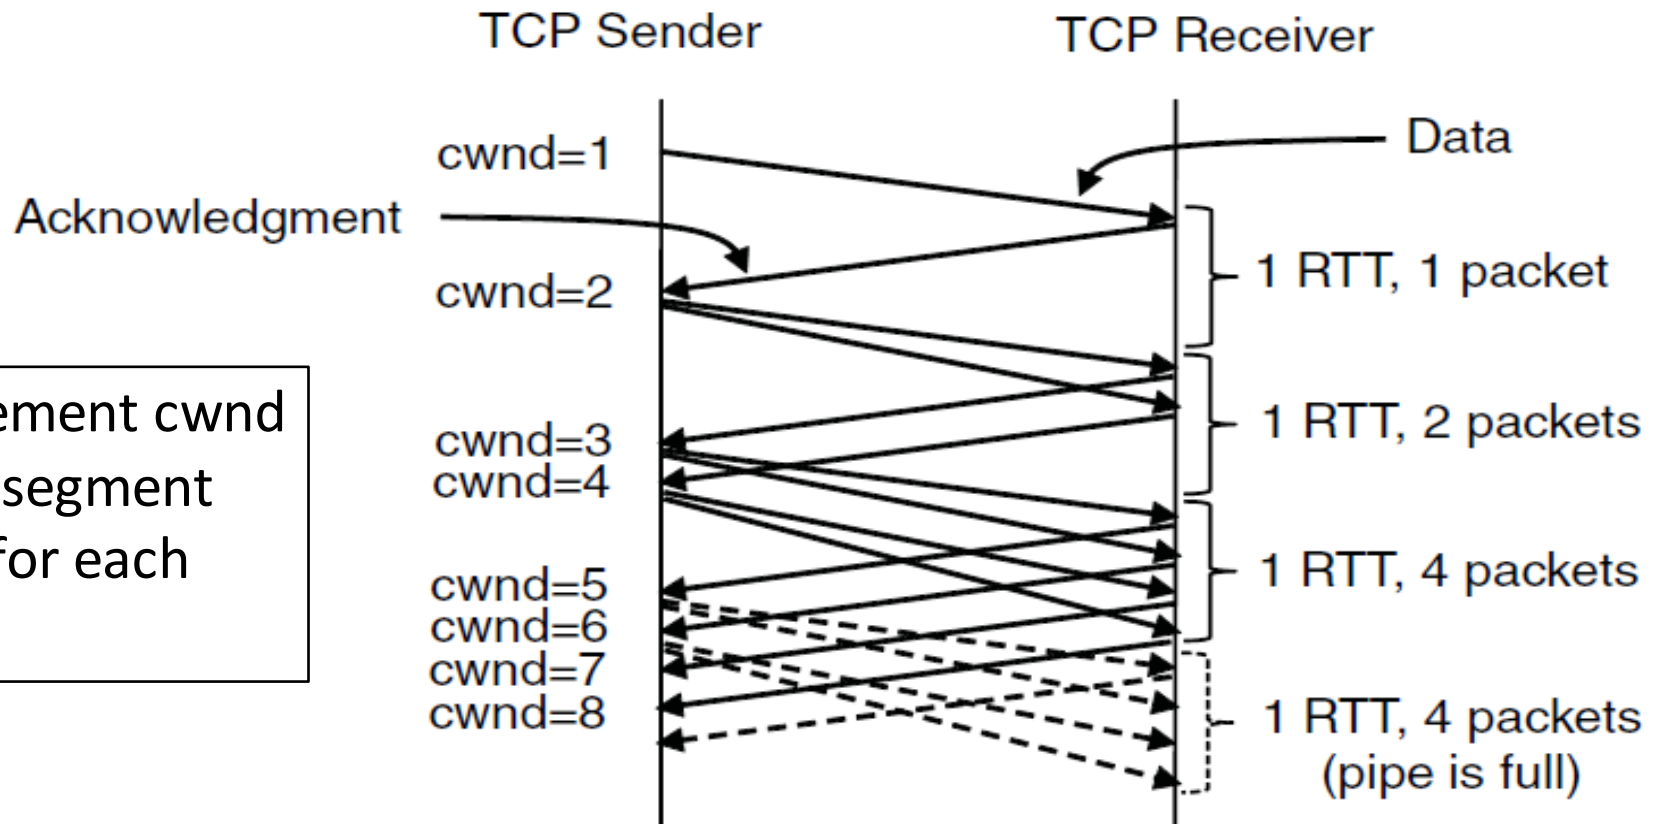 TCP Sender
TCP Receiver
cwnd=1
Data
Acknowledgment
cwnd=2
1 RTT, 1 packet
ement cwnd
segment
for each
cwnd=3
cwnd=4
1 RTT, 2 packets
cwnd=5
cwnd=6
cwnd=7
cwnd=8
1 RTT, 4 packets
1 RTT, 4 packets
(pipe is full)